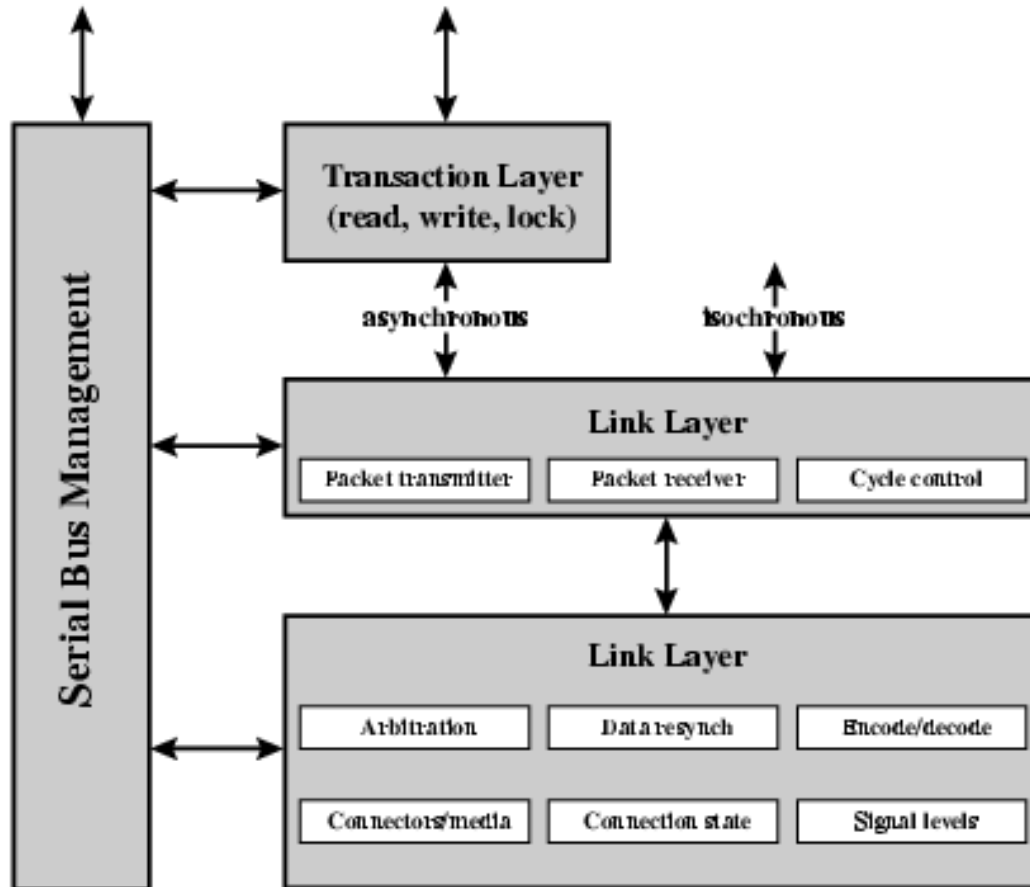 Transaction Layer
(read, write, lock)
asynchronous
isochronous
Serial Bus Management
Link Layer
Packet transmitter
Packet receiver
Cycle control
Link Layer
Arbitration
Data resynch
Encode/decode
Connectors/media
Connection state
Signal levels